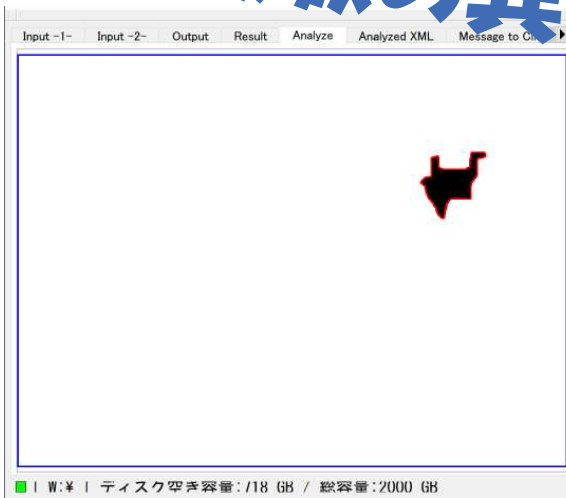 Input -1- Input -2- Output Result Analyze Analyzed XML Message to
W:¥ | ディスク空き容量:718 GB / 総容量:2000 GB